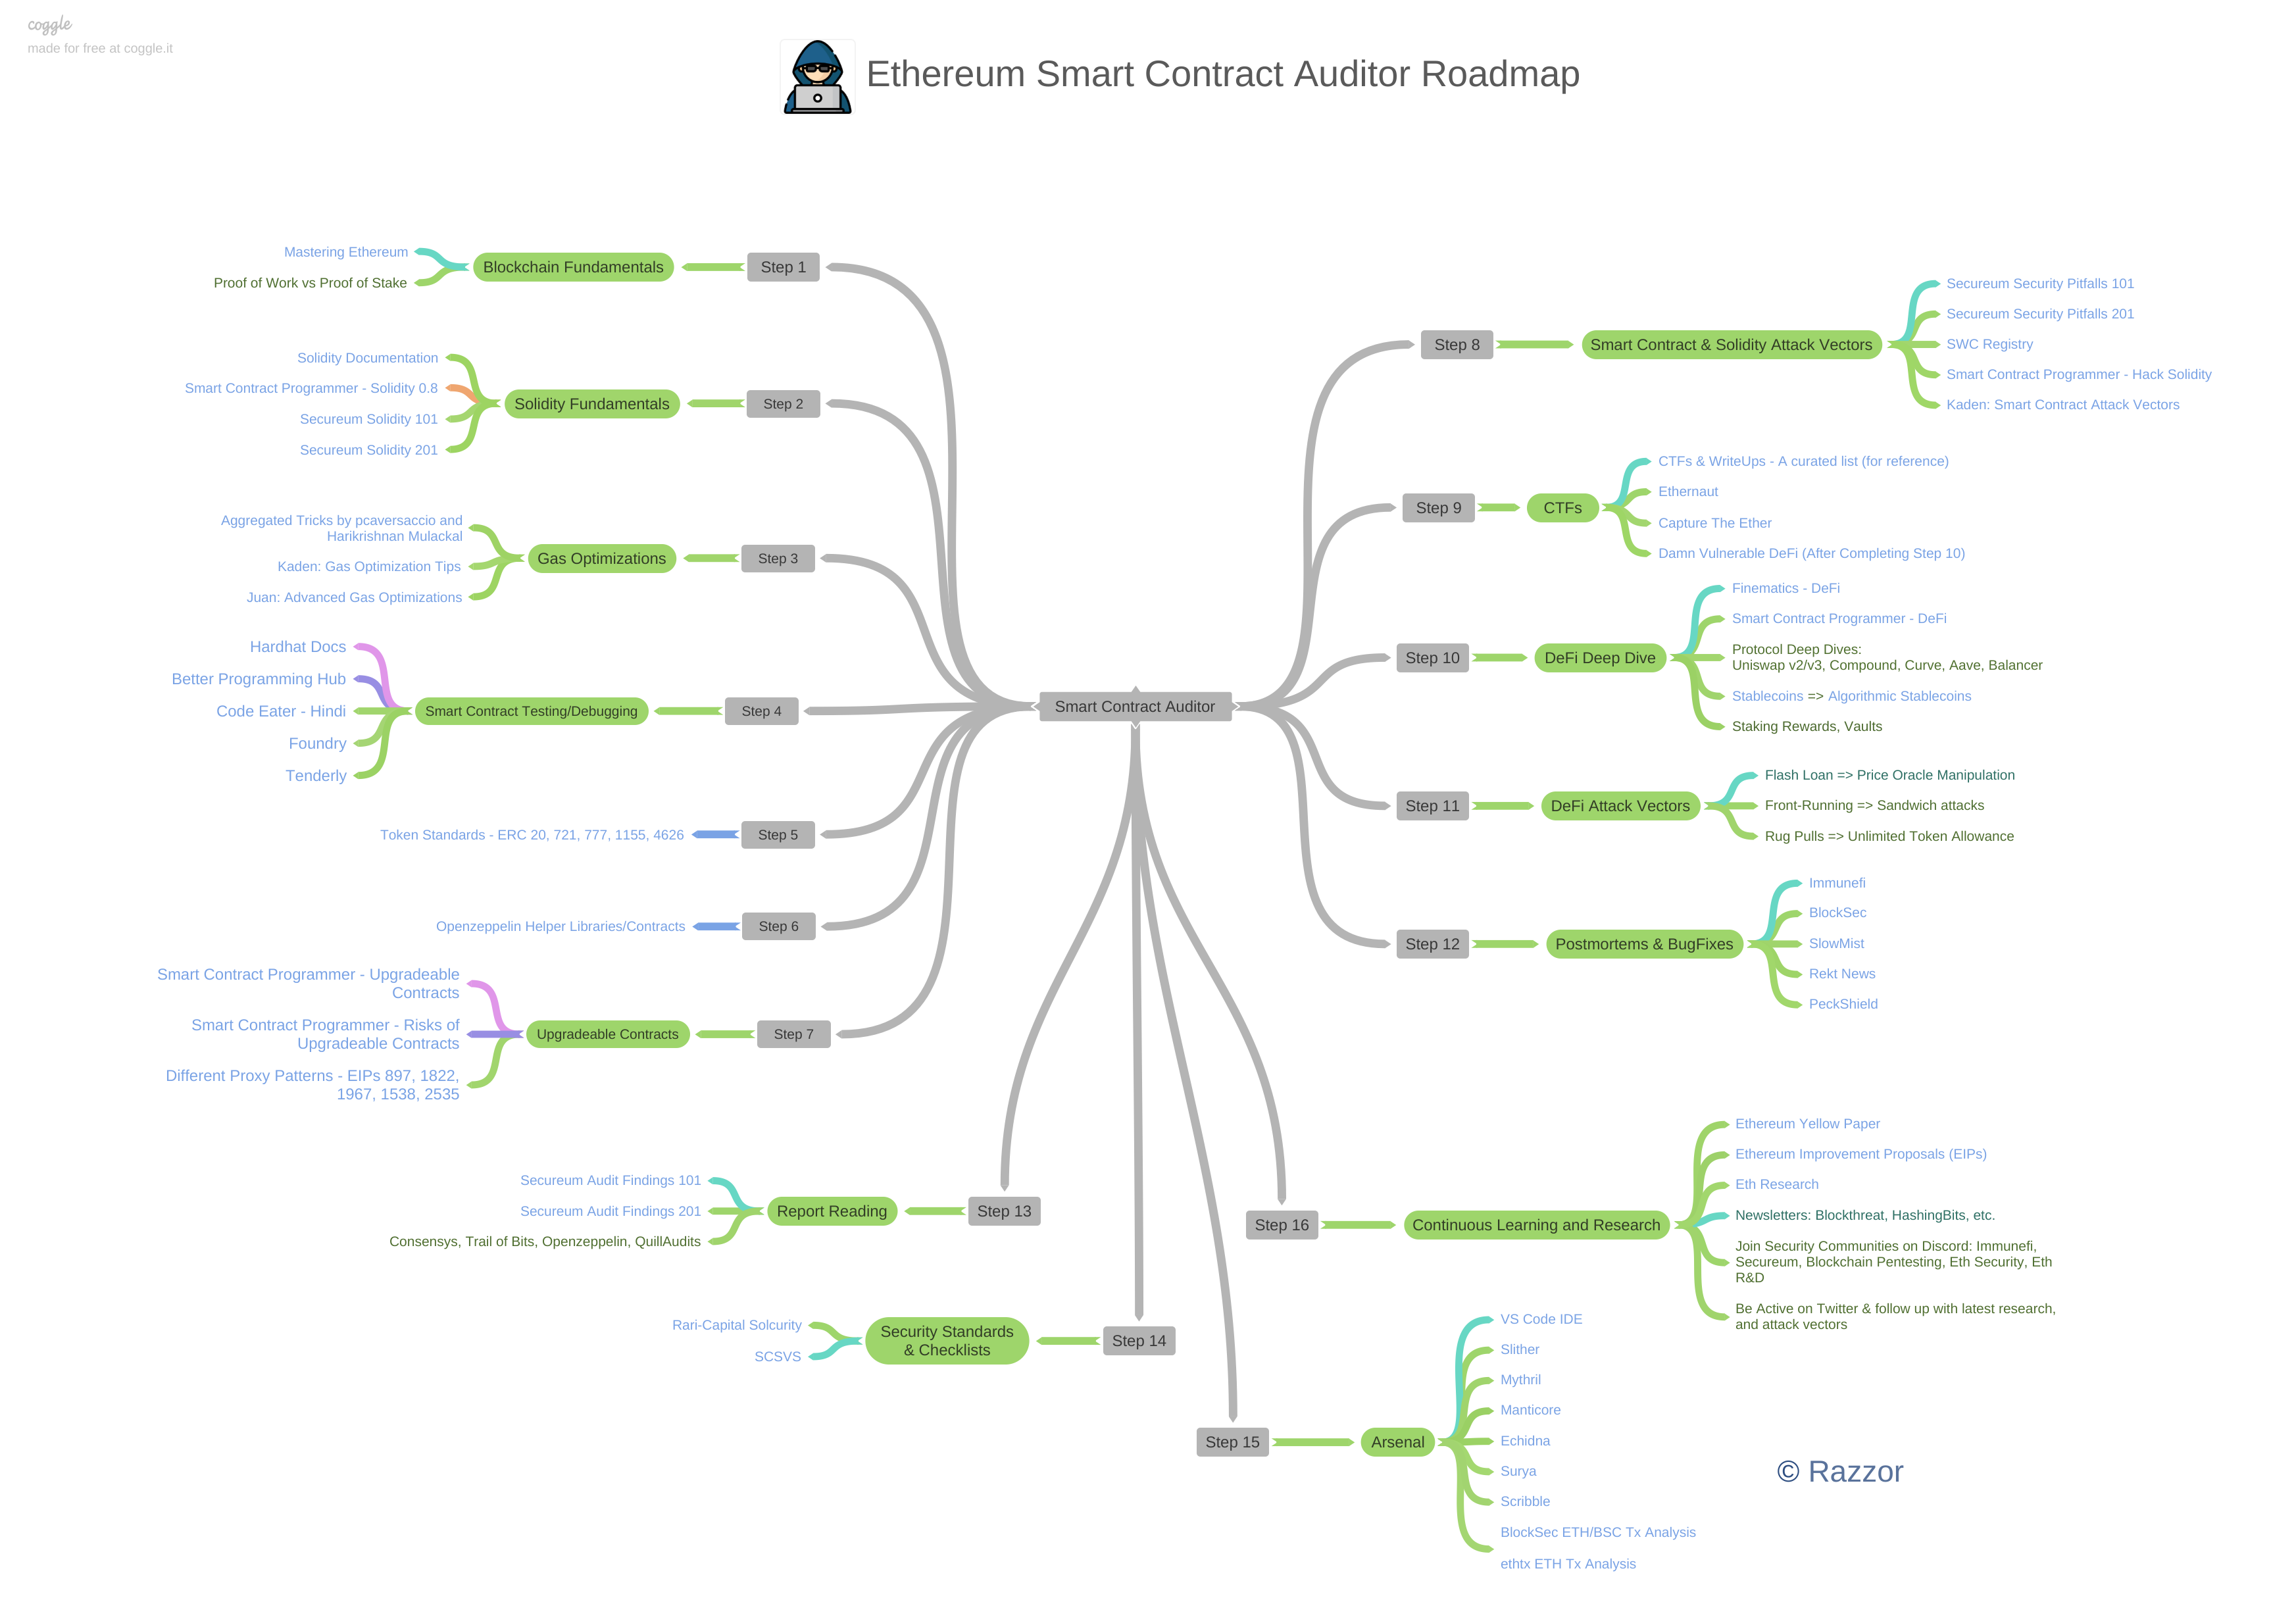 coggle
made for free at coggle.it
Ethereum Smart Contract Auditor Roadmap
Smart Contract Auditor
Step 1
Blockchain Fundamentals
Mastering Ethereum
Proof of Work vs Proof of Stake
Step 2
Solidity Fundamentals
Solidity Documentation
Smart Contract Programmer - Solidity 0.8
Secureum Solidity 101
Secureum Solidity 201
Step 3
Gas Optimizations
Aggregated Tricks by pcaversaccio and
Harikrishnan Mulackal
Kaden: Gas Optimization Tips
Juan: Advanced Gas Optimizations
Step 4
Smart Contract Testing/Debugging
Hardhat Docs
Better Programming Hub
Code Eater - Hindi
Foundry
Tenderly
Step 5
Token Standards - ERC 20, 721, 777, 1155, 4626
Step 6
Openzeppelin Helper Libraries/Contracts
Step 7
Upgradeable Contracts
Smart Contract Programmer - Upgradeable
Contracts
Smart Contract Programmer - Risks of
Upgradeable Contracts
Different Proxy Patterns - EIPs 897, 1822,
1967, 1538, 2535
Step 8
Smart Contract & Solidity Attack Vectors
Secureum Security Pitfalls 101
Secureum Security Pitfalls 201
SWC Registry
Smart Contract Programmer - Hack Solidity
Kaden: Smart Contract Attack Vectors
Step 9
CTFs
CTFs & WriteUps - A curated list (for reference)
Ethernaut
Capture The Ether
Damn Vulnerable DeFi (After Completing Step 10)
Step 10
DeFi Deep Dive
Finematics - DeFi
Smart Contract Programmer - DeFi
Protocol Deep Dives:
Uniswap v2/v3, Compound, Curve, Aave, Balancer
Stablecoins => Algorithmic Stablecoins
Staking Rewards, Vaults
Step 11
DeFi Attack Vectors
Flash Loan => Price Oracle Manipulation
Front-Running => Sandwich attacks
Rug Pulls => Unlimited Token Allowance
Step 12
Postmortems & BugFixes
Immunefi
BlockSec
SlowMist
Rekt News
PeckShield
Step 13
Report Reading
Secureum Audit Findings 101
Secureum Audit Findings 201
Consensys, Trail of Bits, Openzeppelin, QuillAudits
Step 14
Security Standards
& Checklists
Rari-Capital Solcurity
SCSVS
Step 15
Arsenal
VS Code IDE
Slither
Mythril
Manticore
Echidna
Surya
Scribble
BlockSec ETH/BSC Tx Analysis
ethtx ETH Tx Analysis
Step 16
Continuous Learning and Research
Ethereum Yellow Paper
Ethereum Improvement Proposals (EIPs)
Eth Research
Newsletters: Blockthreat, HashingBits, etc.
Join Security Communities on Discord: Immunefi,
Secureum, Blockchain Pentesting, Eth Security, Eth
R&D
Be Active on Twitter & follow up with latest research,
and attack vectors
© Razzor